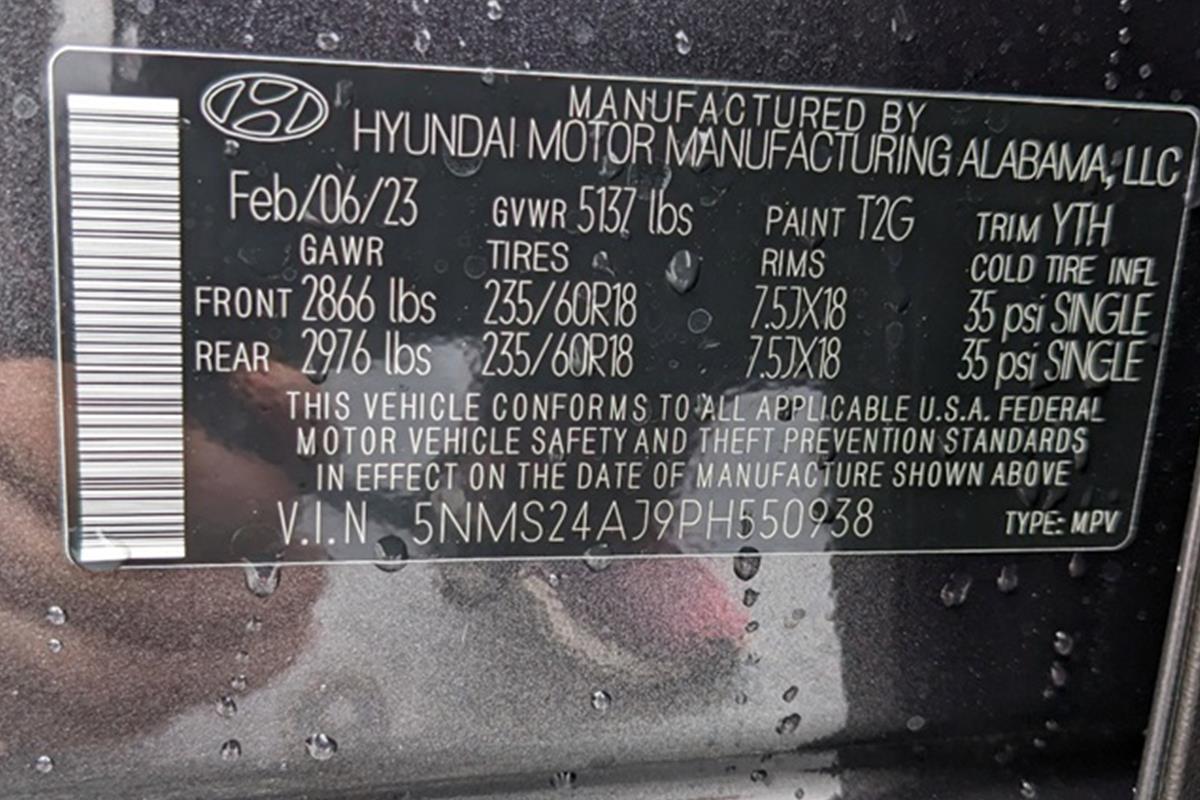 MANUFACTURED BY
HYUNDAI MOTOR MANUFACTURING ALABAMA, LLC
Feb/06/23 GVWR 5137 lbs PAINT T2G TRIM YTH
GAWR TIRES RIMS COLD TIRE INFL
FRONT 2866 lbs 235/60R18 7.5JX18 35 psi SINGLE
REAR 2976 lbs 235/60R18 7.5JX18 35 psi SINGLE
THIS VEHICLE CONFORMS TO ALL APPLICABLE U.S.A. FEDERAL
MOTOR VEHICLE SAFETY AND THEFT PREVENTION STANDARDS
IN EFFECT ON THE DATE OF MANUFACTURE SHOWN ABOVE
V.I.N 5NMS24AJ9PH550938 TYPE: MPV